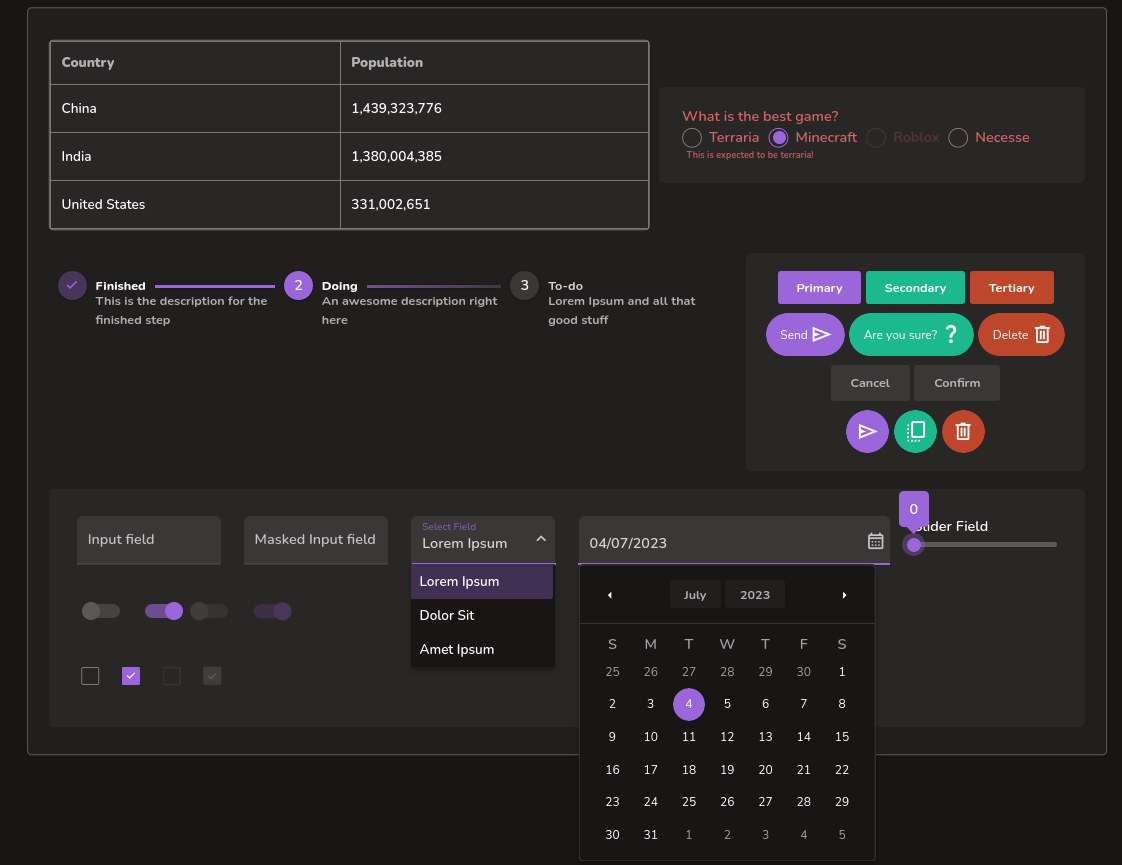 Country Population
China 1,439,323,776
India 1,380,004,385
United States 331,002,651
What is the best game?
Terraria Minecraft Roblox Necesse
This is expected to be terraria!
Finished
This is the description for the
finished step
2 Doing
An awesome description right
here
3 To-do
Lorem Ipsum and all that
good stuff
Primary Secondary Tertiary
Send Are you sure? ? Delete
Cancel Confirm
Input field
Masked Input field
Select Field
Lorem Ipsum
Lorem Ipsum
Dolor Sit
Amet Ipsum
04/07/2023
July 2023
S M T W T F S
25 26 27 28 29 30 1
2 3 4 5 6 7 8
9 10 11 12 13 14 15
16 17 18 19 20 21 22
23 24 25 26 27 28 29
30 31 1 2 3 4 5
0
Slider Field